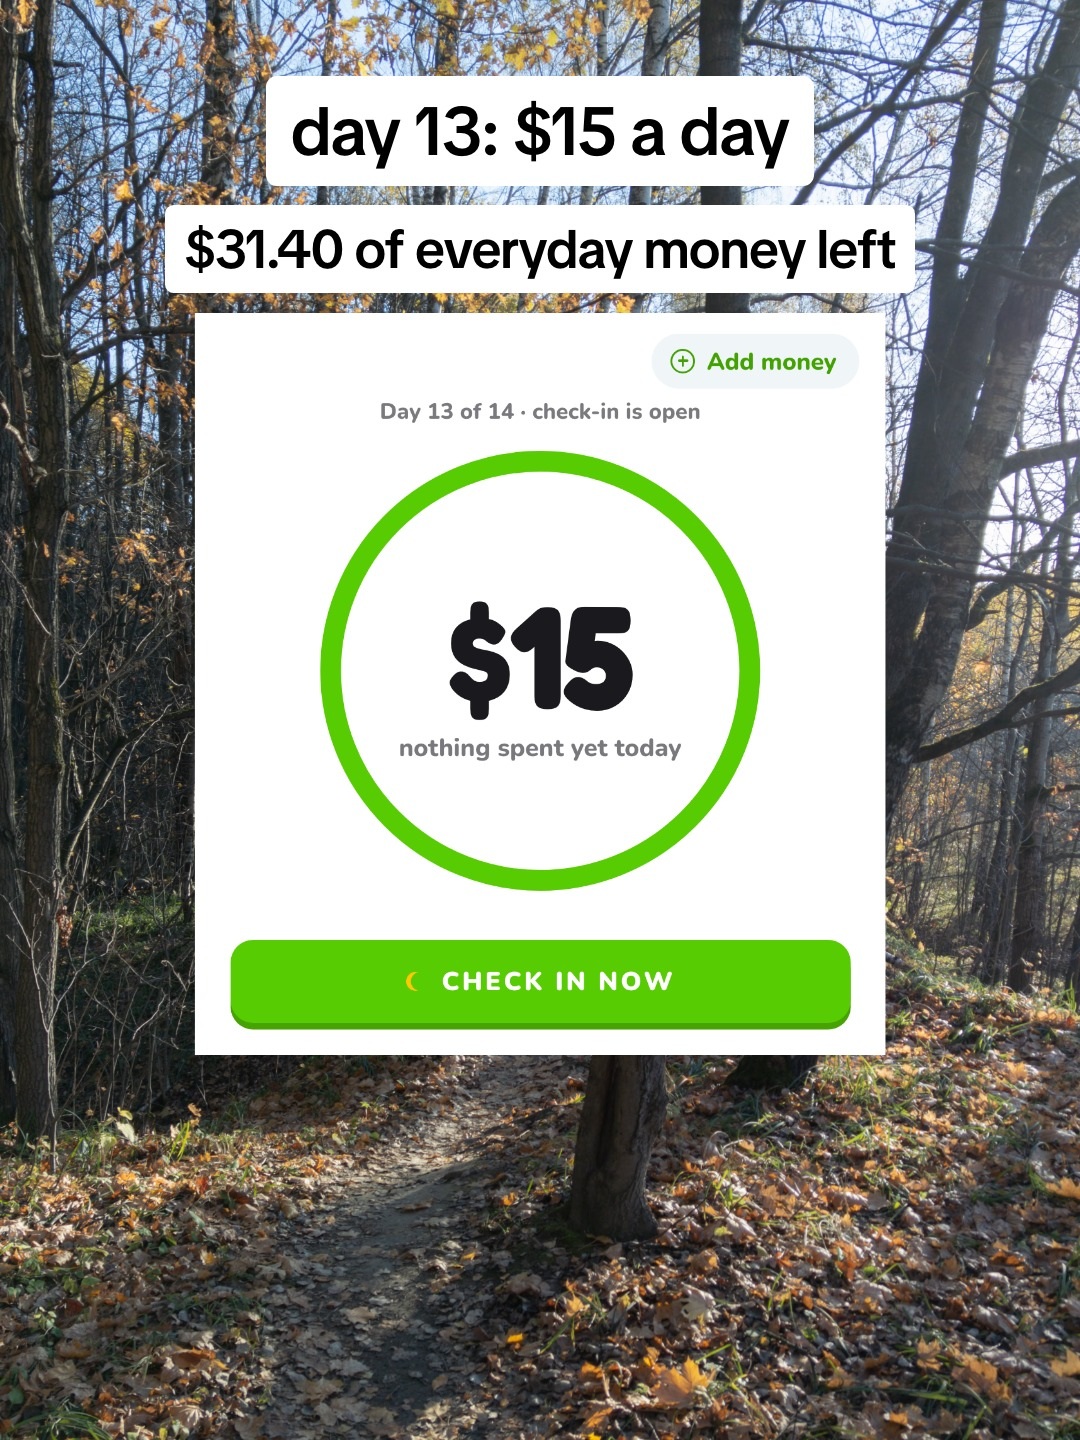 day 13: $15 a day
$31.40 of everyday money left
Add money
Day 13 of 14 · check-in is open
$15
nothing spent yet today
CHECK IN NOW